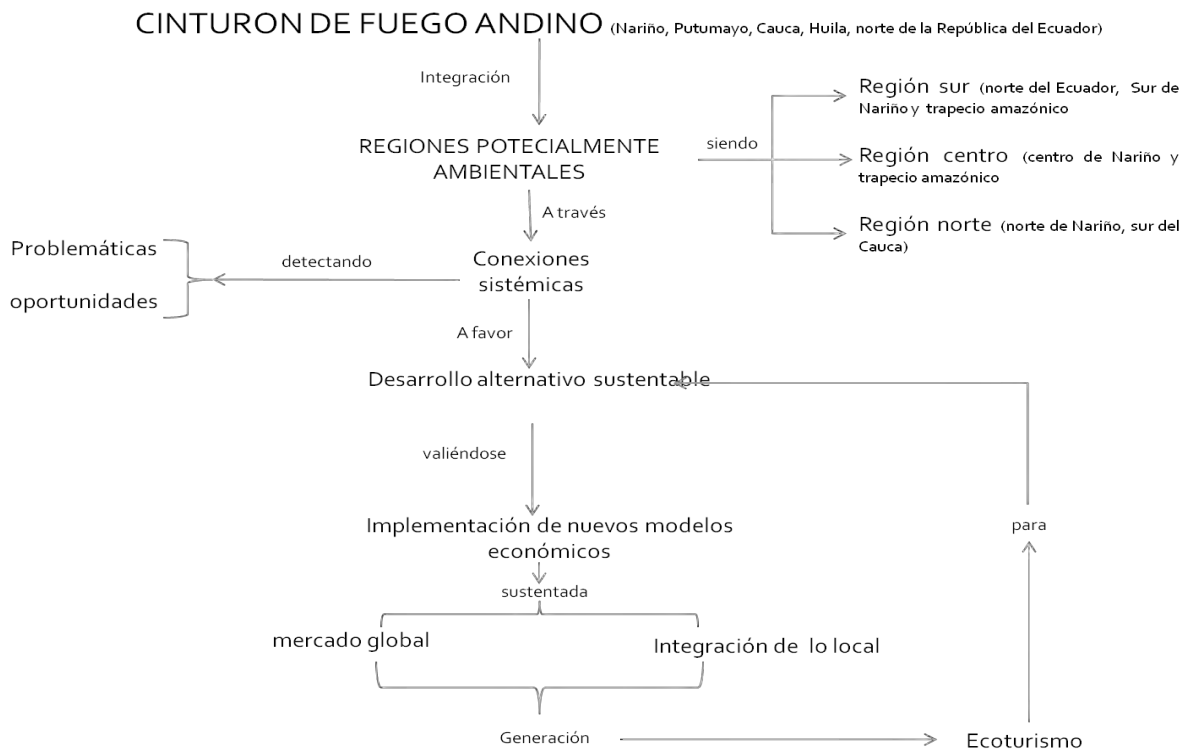 CINTURON DE FUEGO ANDINO (Nariño, Putumayo, Cauca, Huila, norte de la República del Ecuador)
Integración
REGIONES POTECIALMENTE
AMBIENTALES
siendo
Región sur (norte del Ecuador, Sur de
Nariño y trapecio amazónico
Región centro (centro de Nariño y
trapecio amazónico
Región norte (norte de Nariño, sur del
Cauca)
A través
Conexiones
sistémicas
detectando
Problemáticas
oportunidades
A favor
Desarrollo alternativo sustentable
valiéndose
Implementación de nuevos modelos
económicos
sustentada
mercado global
Integración de lo local
Generación
Ecoturismo
para